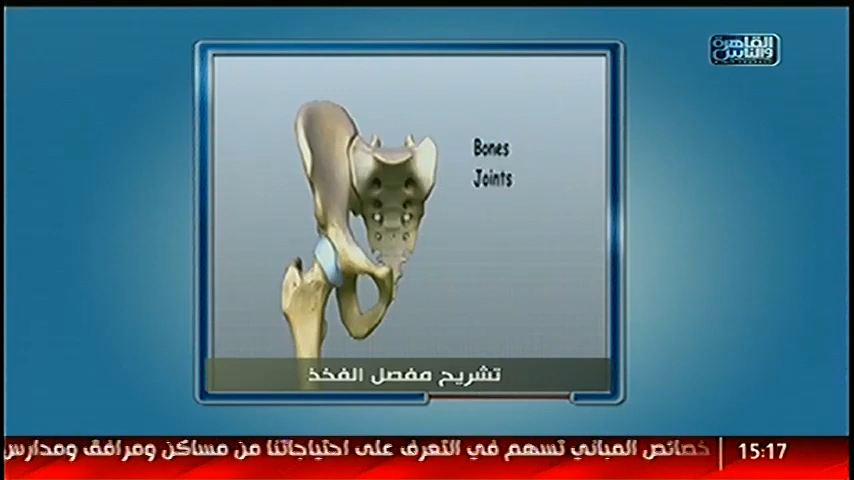 القاهرة
والناس
Bones
Joints
تشريح مفصل الفخذ
خصائص المباني تسهم في التعرف على احتياجاتنا من مساكن ومرافق ومدارس
15:17